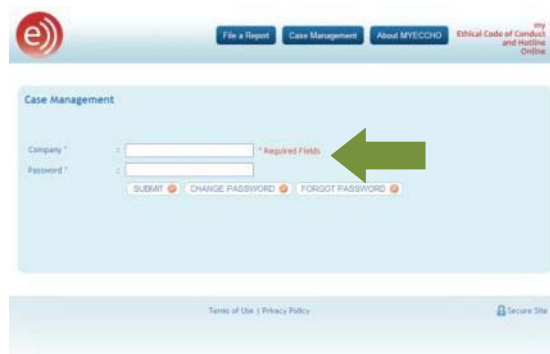 e))
File a Report
Case Management
About MYECCHO
my
Ethical Code of Conduct
and Hotline
Online
Case Management
Company * :
* Required Fields
Password * :
SUBMIT
CHANGE PASSWORD
FORGOT PASSWORD
Terms of Use | Privacy Policy
Secure Site